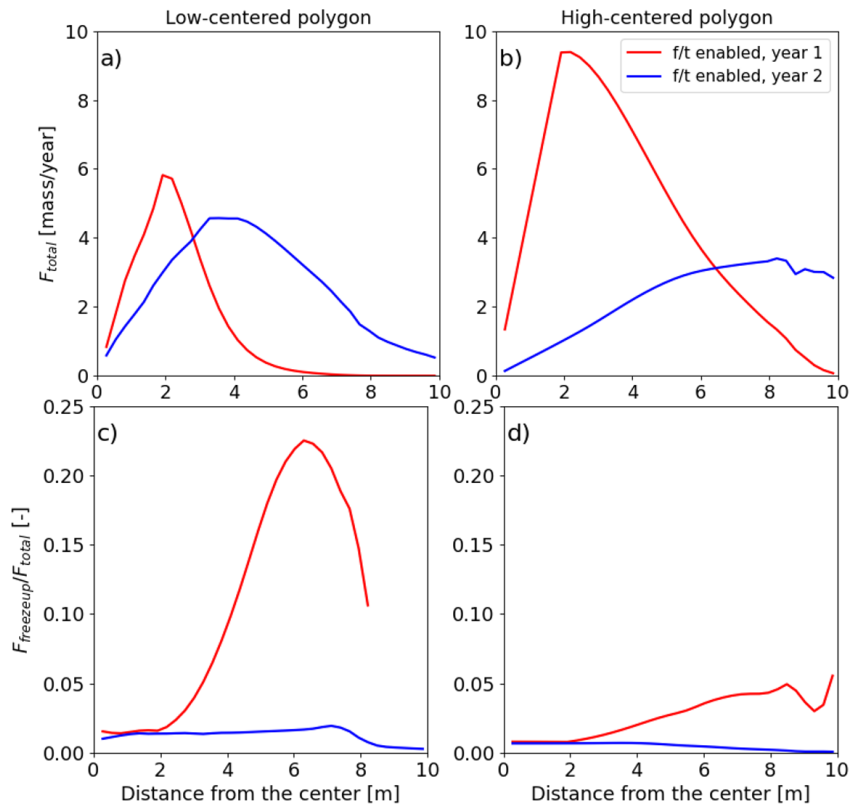 Low-centered polygon
High-centered polygon
a)
b)
f/t enabled, year 1
f/t enabled, year 2
F_total [mass/year]
10
8
6
4
2
0
0 2 4 6 8 10
10
8
6
4
2
0
0 2 4 6 8 10
c)
d)
F_freezeup/F_total [-]
0.25
0.20
0.15
0.10
0.05
0.00
0 2 4 6 8 10
Distance from the center [m]
0.25
0.20
0.15
0.10
0.05
0.00
0 2 4 6 8 10
Distance from the center [m]